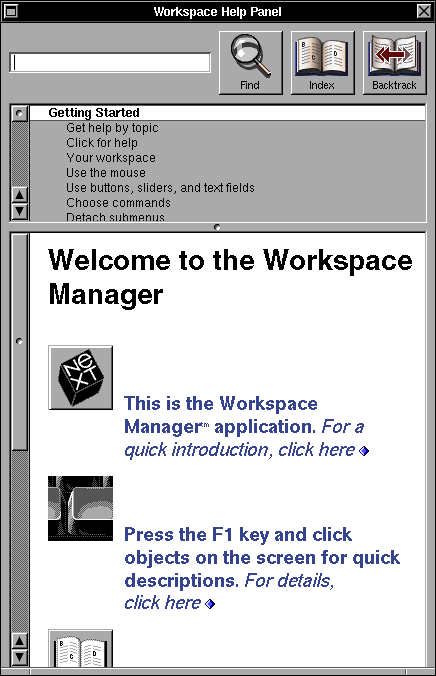 Workspace Help Panel
Find
Index
Backtrack
Getting Started
Get help by topic
Click for help
Your workspace
Use the mouse
Use buttons, sliders, and text fields
Choose commands
Detach submenus
Welcome to the Workspace
Manager
NeXT
This is the Workspace
Manager™ application. For a
quick introduction, click here
Press the F1 key and click
objects on the screen for quick
descriptions. For details,
click here
B
C
D